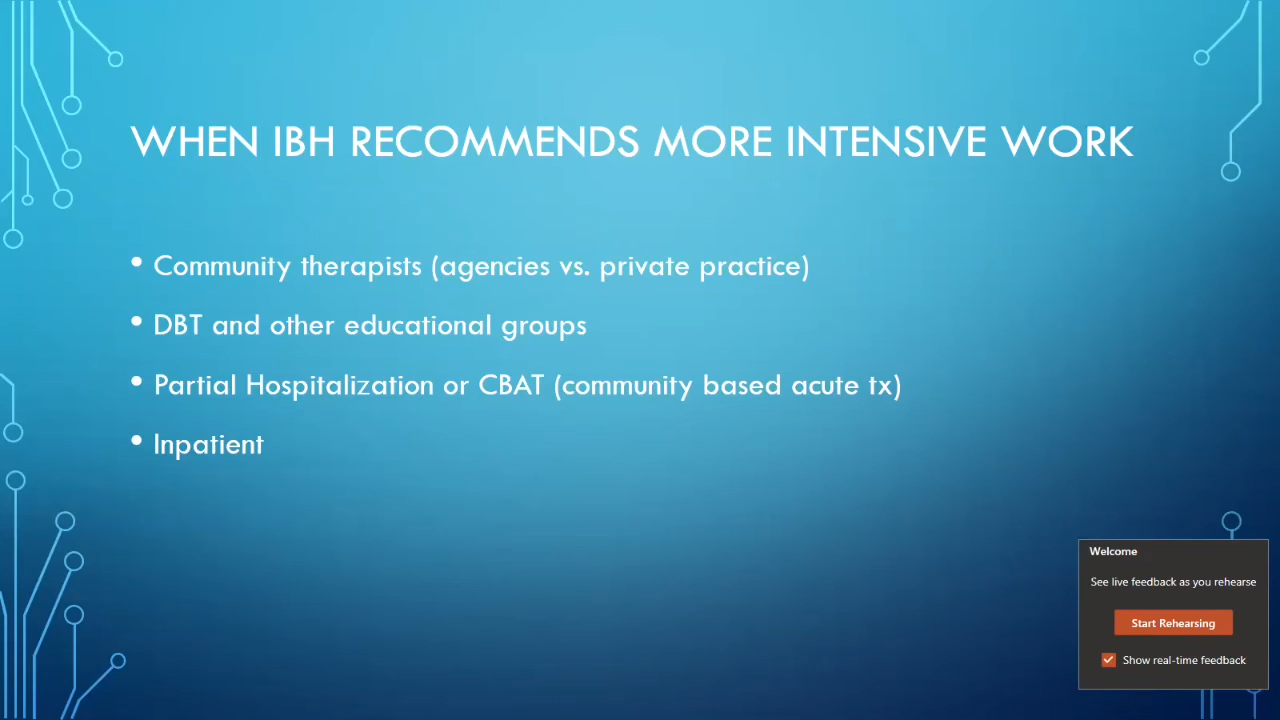 WHEN IBH RECOMMENDS MORE INTENSIVE WORK
• Community therapists (agencies vs. private practice)
• DBT and other educational groups
• Partial Hospitalization or CBAT (community based acute tx)
• Inpatient
Welcome
See live feedback as you rehearse
Start Rehearsing
Show real-time feedback